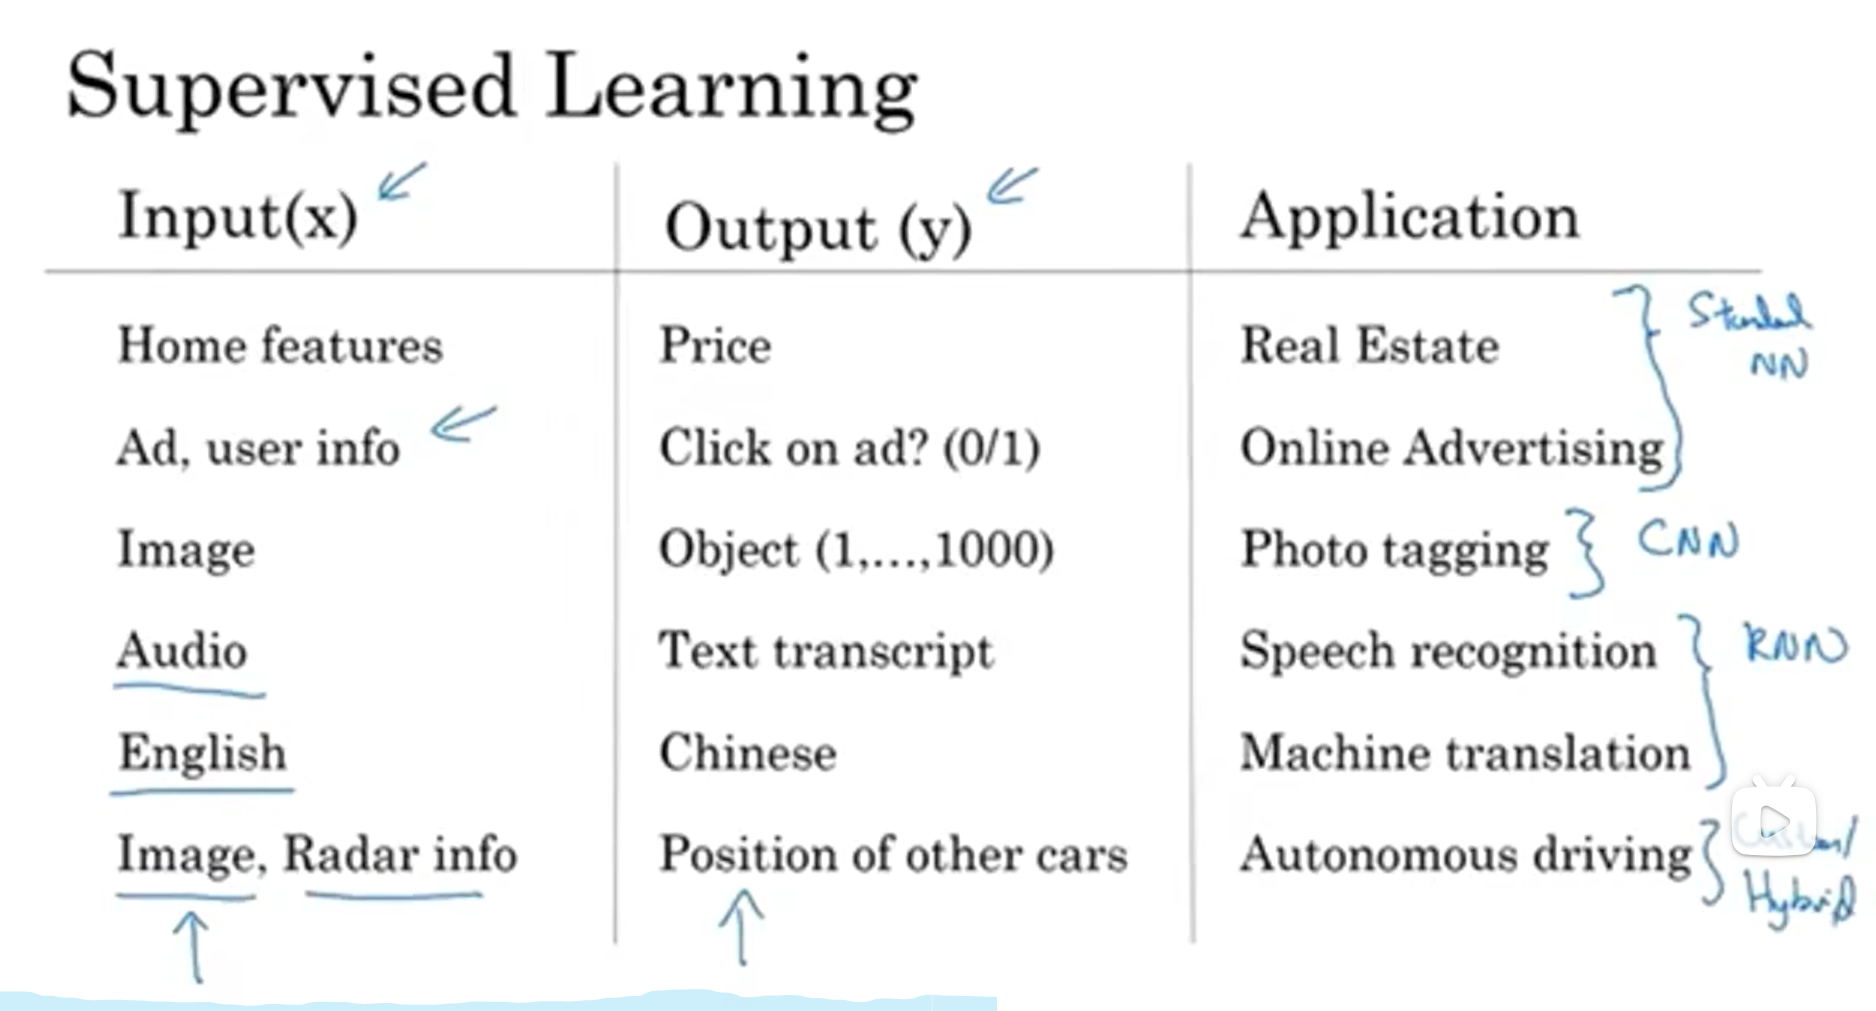 Supervised Learning
Input(x) Output (y) Application
Home features Price Real Estate Standard
NN
Ad, user info Click on ad? (0/1) Online Advertising
Image Object (1,...,1000) Photo tagging CNN
Audio Text transcript Speech recognition RNN
English Chinese Machine translation
Image, Radar info Position of other cars Autonomous driving
Hybrid